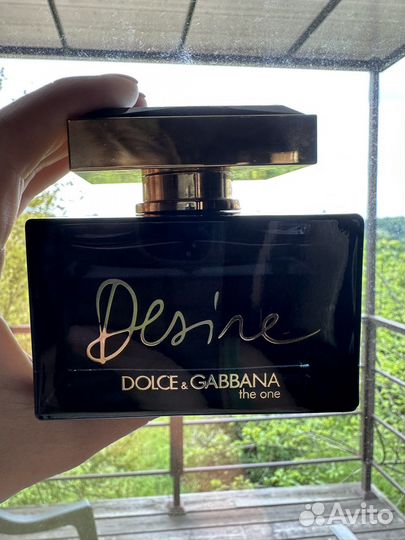 Desire
DOLCE & GABBANA
the one
Avito